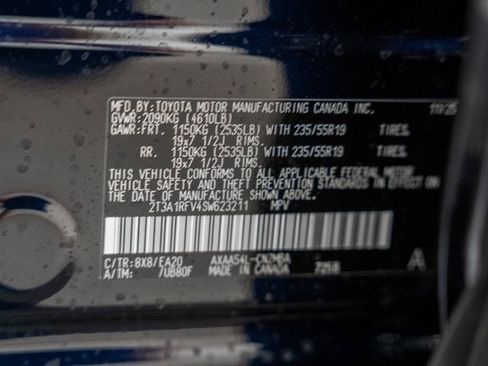 MFD.BY:TOYOTA MOTOR MANUFACTURING CANADA INC. 11/25
GVWR:2090KG (4610LB)
GAWR:FRT. 1150KG (2535LB) WITH 235/55R19 TIRES,
19x7 1/2J RIMS.
RR. 1150KG (2535LB) WITH 235/55R19 TIRES,
19x7 1/2J RIMS.
THIS VEHICLE CONFORMS TO ALL APPLICABLE FEDERAL MOTOR
VEHICLE SAFETY AND THEFT PREVENTION STANDARDS IN EFFECT ON
THE DATE OF MANUFACTURE SHOWN ABOVE.
2T3A1RFV4SW623211 MPV
C/TR:8X8/EA20 AXAA54L-CNZMBA
A/TM: 7UB80F MADE IN CANADA A